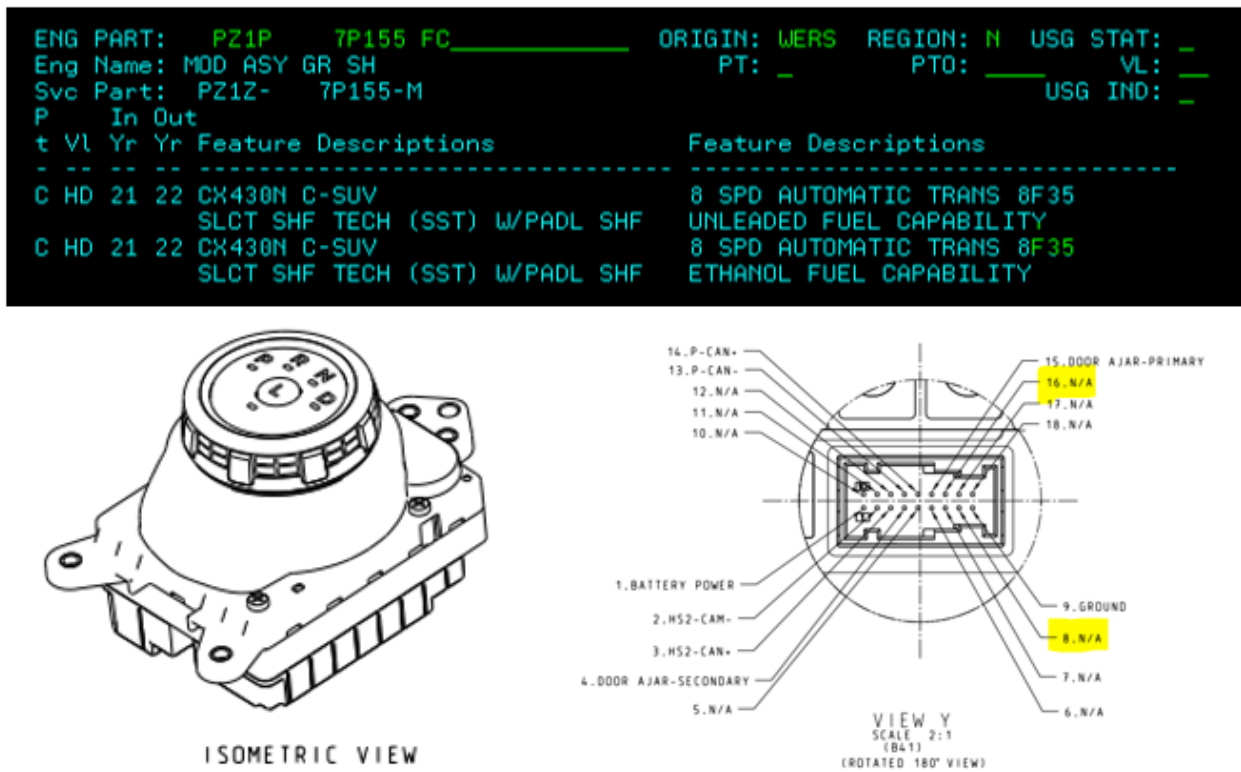 ENG PART: PZ1P 7P155 FC____________ ORIGIN: WERS REGION: N USG STAT: _
Eng Name: MOD ASY GR SH PT: _ PTO: ____ VL: __
Svc Part: PZ1Z- 7P155-M USG IND: _
P In Out
t Vl Yr Yr Feature Descriptions Feature Descriptions
- -- -- -- -------------------------------- ---------------------------------
C HD 21 22 CX430N C-SUV 8 SPD AUTOMATIC TRANS 8F35
SLCT SHF TECH (SST) W/PADL SHF UNLEADED FUEL CAPABILITY
C HD 21 22 CX430N C-SUV 8 SPD AUTOMATIC TRANS 8F35
SLCT SHF TECH (SST) W/PADL SHF ETHANOL FUEL CAPABILITY
P
R
N
D
L
ISOMETRIC VIEW
14.P-CAN+
13.P-CAN-
12.N/A
11.N/A
10.N/A
15.DOOR AJAR-PRIMARY
16.N/A
17.N/A
18.N/A
1.BATTERY POWER
2.HS2-CAM-
3.HS2-CAN+
4.DOOR AJAR-SECONDARY
5.N/A
9.GROUND
8.N/A
7.N/A
6.N/A
VIEW Y
SCALE 2:1
(B41)
(ROTATED 180° VIEW)